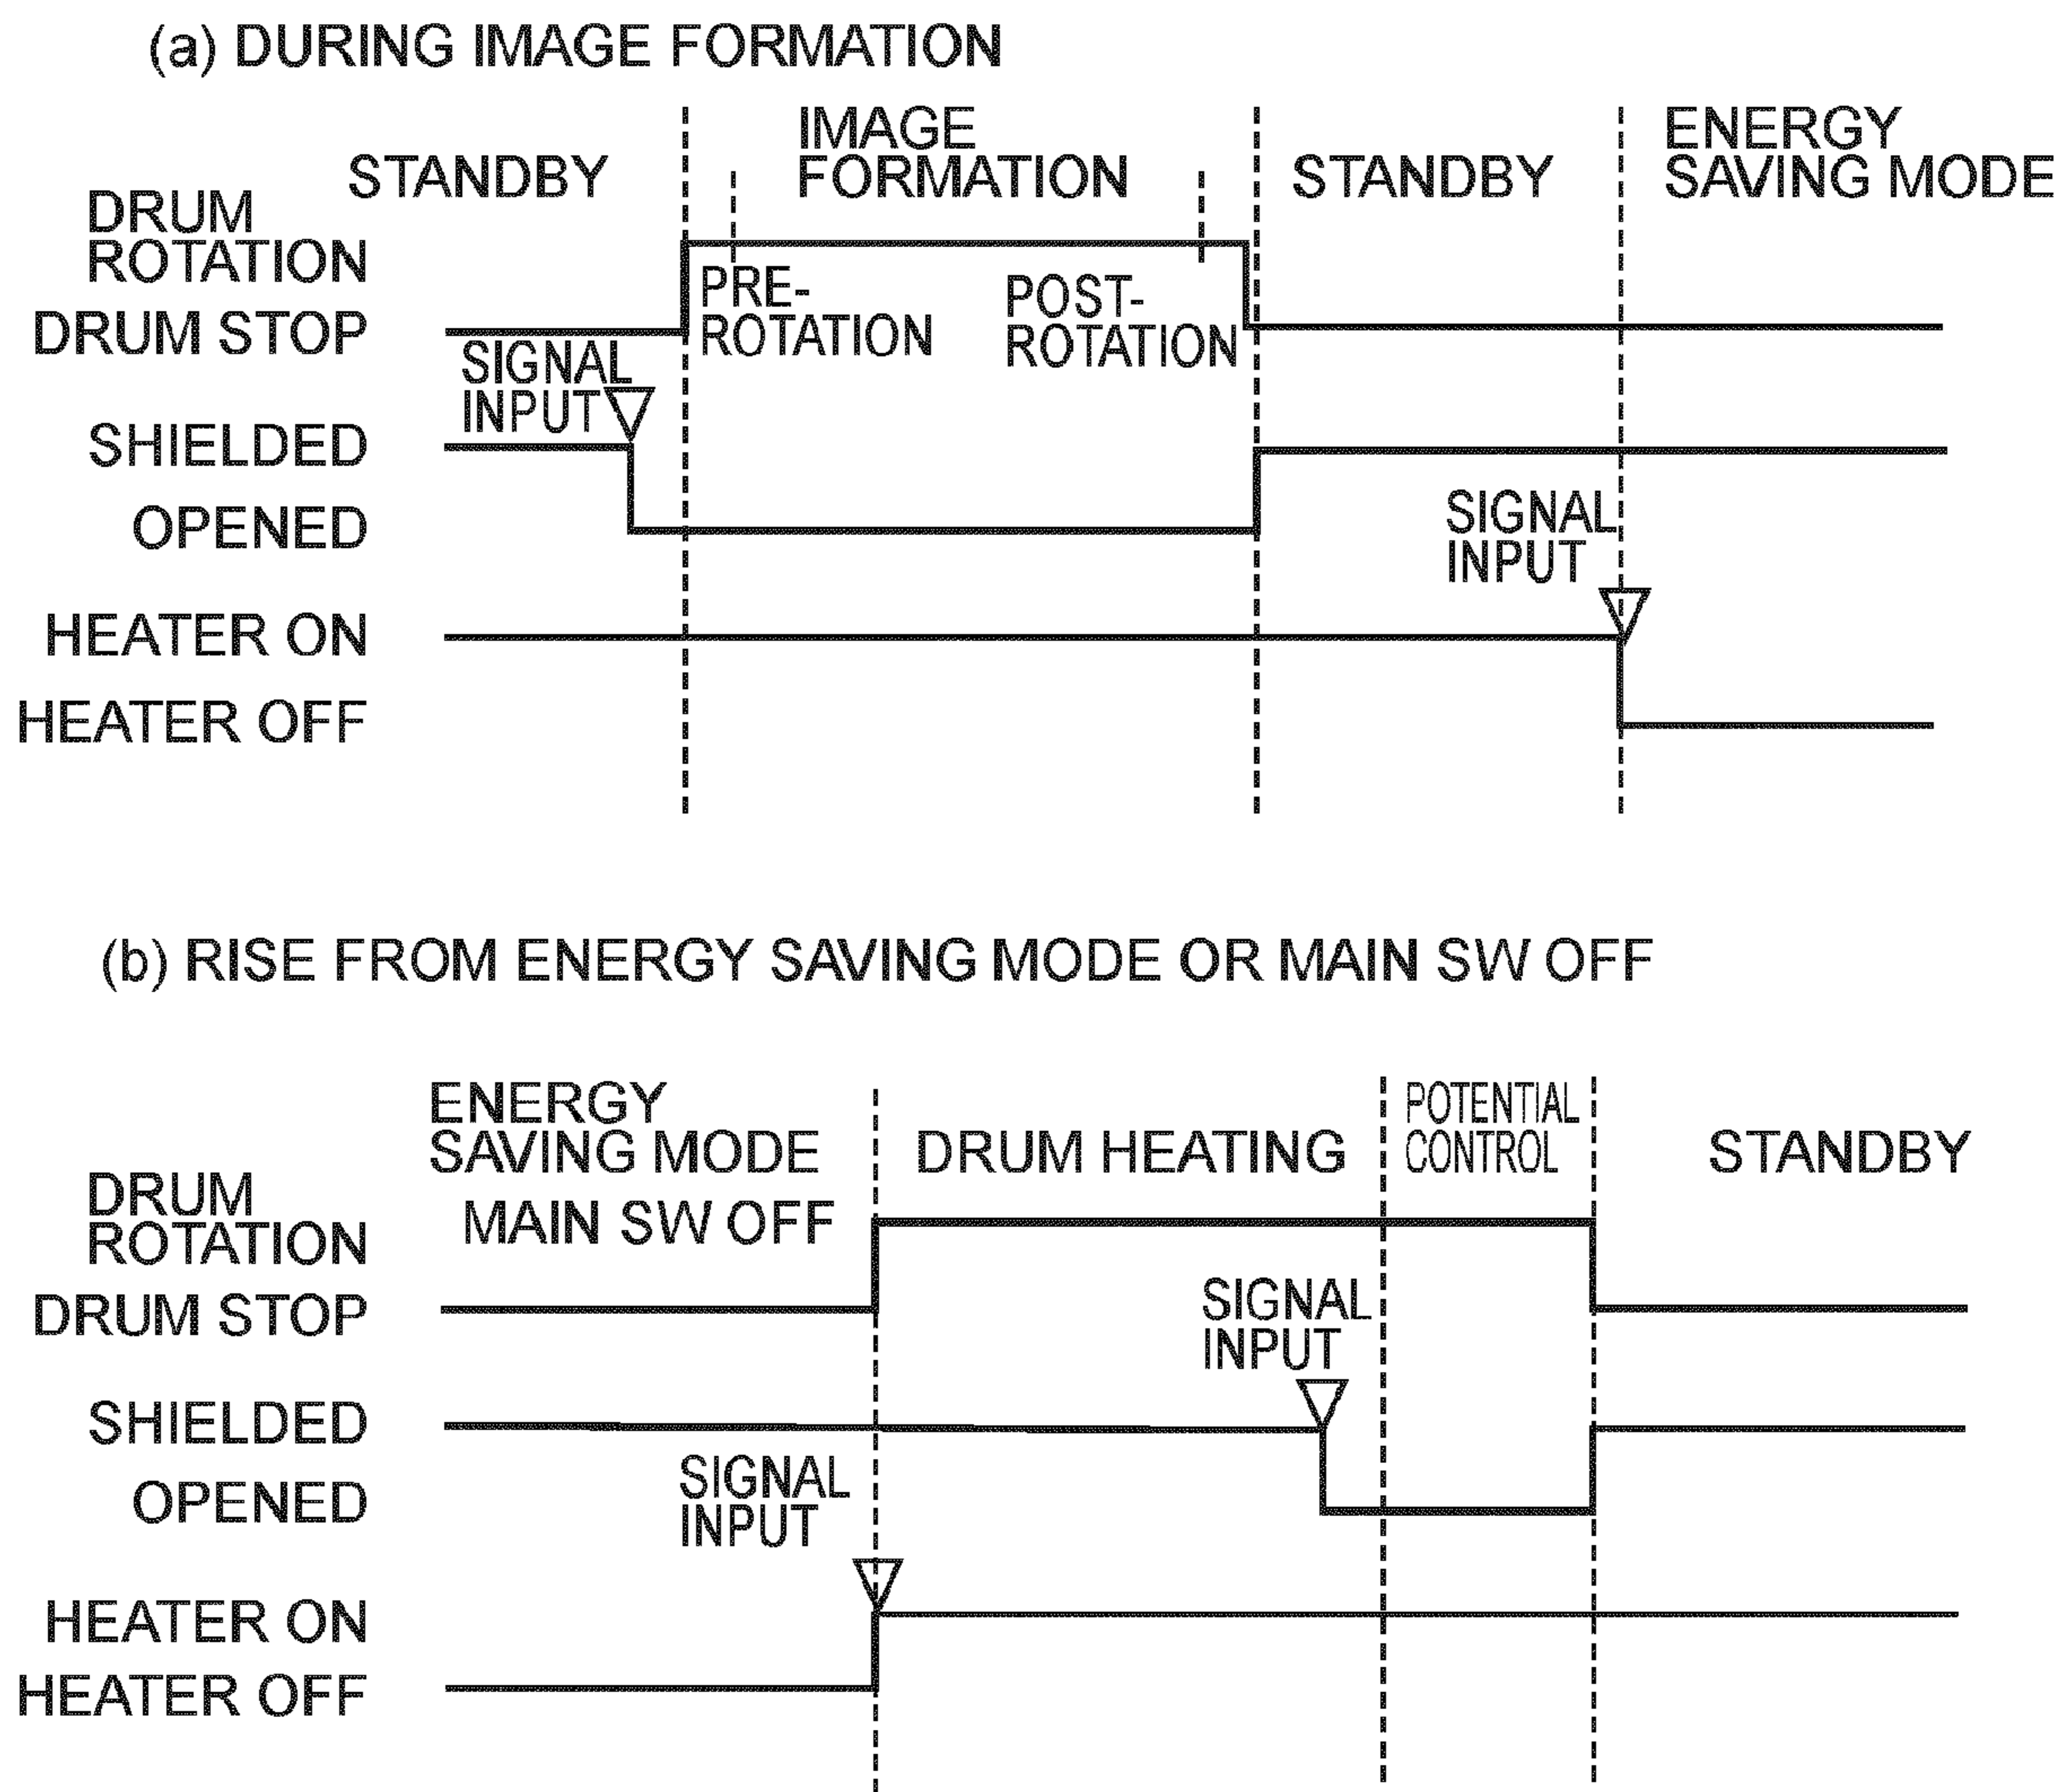 (a) DURING IMAGE FORMATION
IMAGE
FORMATION
ENERGY
SAVING MODE
STANDBY
STANDBY
DRUM
ROTATION
DRUM STOP
PRE-
ROTATION
POST-
ROTATION
SIGNAL
INPUT
SHIELDED
OPENED
SIGNAL
INPUT
HEATER ON
HEATER OFF
(b) RISE FROM ENERGY SAVING MODE OR MAIN SW OFF
ENERGY
SAVING MODE
MAIN SW OFF
DRUM HEATING
POTENTIAL
CONTROL
STANDBY
DRUM
ROTATION
DRUM STOP
SIGNAL
INPUT
SHIELDED
OPENED
SIGNAL
INPUT
HEATER ON
HEATER OFF